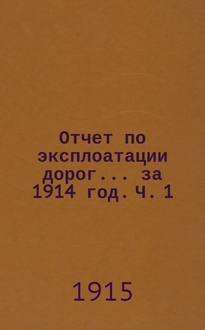 Отчет по
эксплоатации
дорог... за
1914 год. Ч. 1
1915